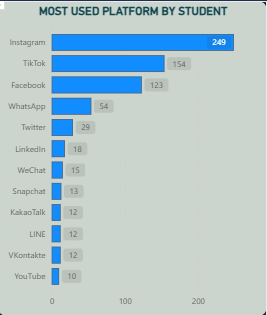 MOST USED PLATFORM BY STUDENT
Instagram 249
TikTok 154
Facebook 123
WhatsApp 54
Twitter 29
LinkedIn 18
WeChat 15
Snapchat 13
KakaoTalk 12
LINE 12
VKontakte 12
YouTube 10
0 100 200